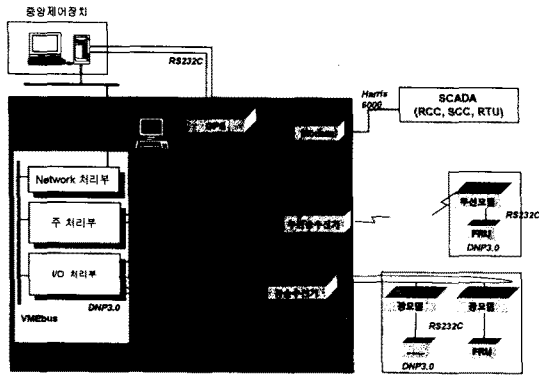 중앙제어장치
RS232C
Harris
5000
SCADA
(RCC, SCC, RTU)
Network 처리부
주 처리부
I/O 처리부
DNP3.0
VMEbus
무선모뎀
RS232C
FRTU
DNP3.0
광모뎀
광모뎀
RS232C
FRTU
DNP3.0